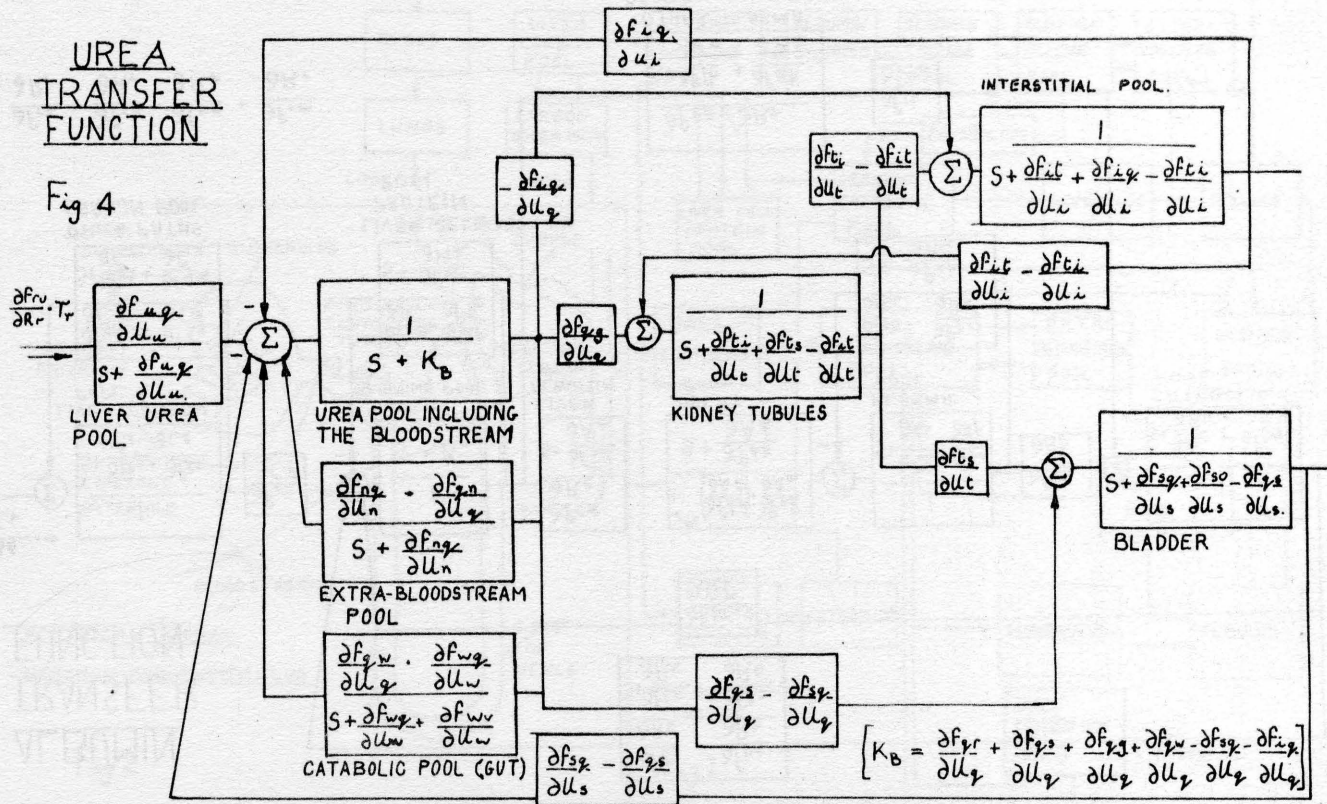 UREA
TRANSFER
FUNCTION
Fig 4
∂fiq/∂ui
INTERSTITIAL POOL.
1/(S + ∂fit/∂ui + ∂fiq/∂ui - ∂fti/∂ui)
∂fti/∂ut - ∂fit/∂ut
Σ
-∂fiq/∂uq
∂fit/∂ui - ∂fti/∂ui
∂frv/∂Rr · Tr
∂fuq/∂uu. / (S + ∂fuq/∂uu.)
LIVER UREA
POOL
-
-
Σ
1/(S + KB)
UREA POOL INCLUDING
THE BLOODSTREAM
∂fqg/∂uq
Σ
1/(S + ∂fti/∂ut + ∂fts/∂ut - ∂fit/∂ut)
KIDNEY TUBULES
∂fnq/∂un · ∂fqn/∂uq / (S + ∂fnq/∂un)
EXTRA-BLOODSTREAM
POOL
∂fts/∂ut
Σ
1/(S + ∂fsq/∂us + ∂fso/∂us - ∂fqs/∂us.)
BLADDER
∂fqw/∂uq · ∂fwq/∂uw / (S + ∂fwq/∂uw + ∂fwv/∂uw)
CATABOLIC POOL (GUT)
∂fqs/∂uq - ∂fsq/∂uq
∂fsq/∂us - ∂fqs/∂us
[KB = ∂fqr/∂uq + ∂fqs/∂uq + ∂fqg/∂uq + ∂fqw/∂uq - ∂fsq/∂uq - ∂fiq/∂uq]